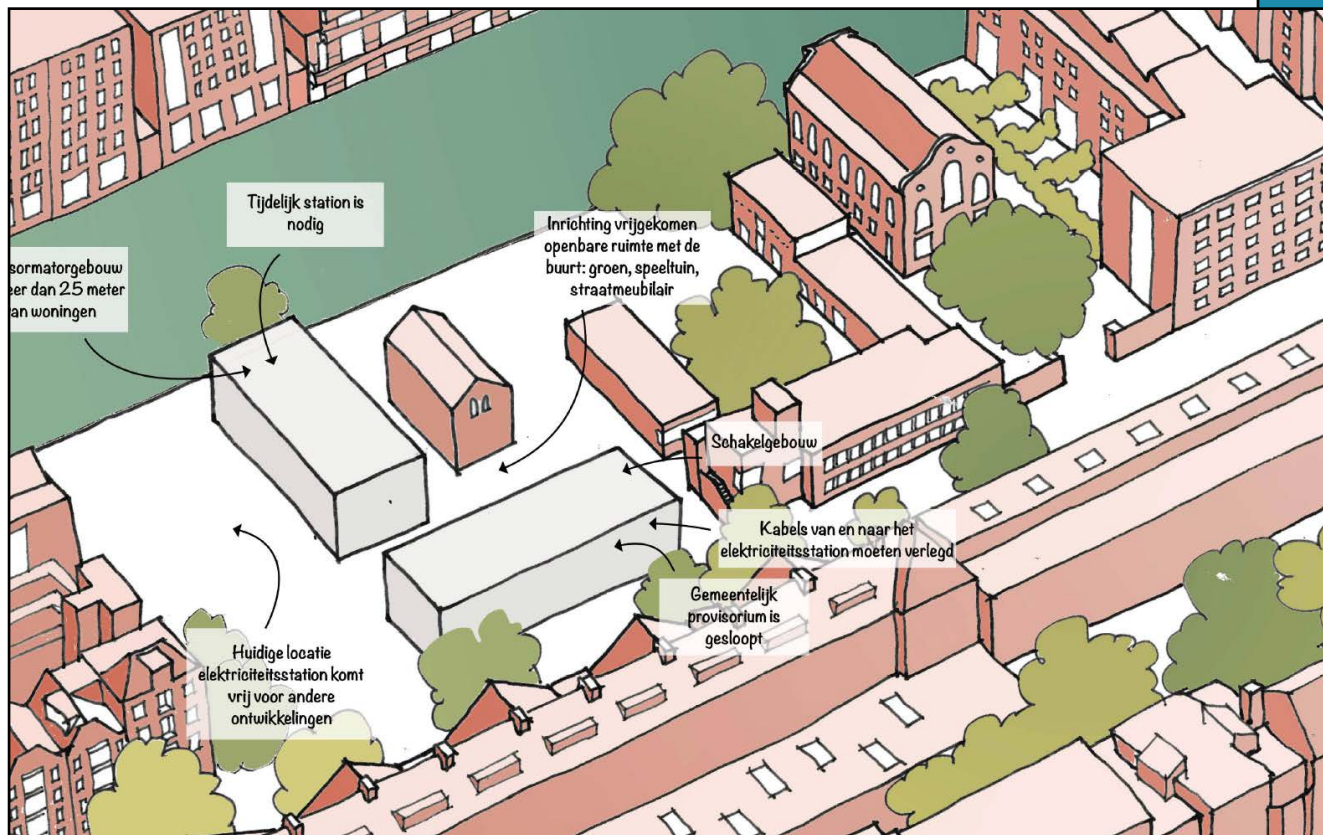 Tijdelijk station is
nodig
sormatorgebouw
eer dan 25 meter
an woningen
Inrichting vrijgekomen
openbare ruimte met de
buurt: groen, speeltuin,
straatmeubilair
Schakelgebouw
Kabels van en naar het
elektriciteitsstation moeten verlegd
Gemeentelijk
provisorium is
gesloopt
Huidige locatie
elektriciteitsstation komt
vrij voor andere
ontwikkelingen